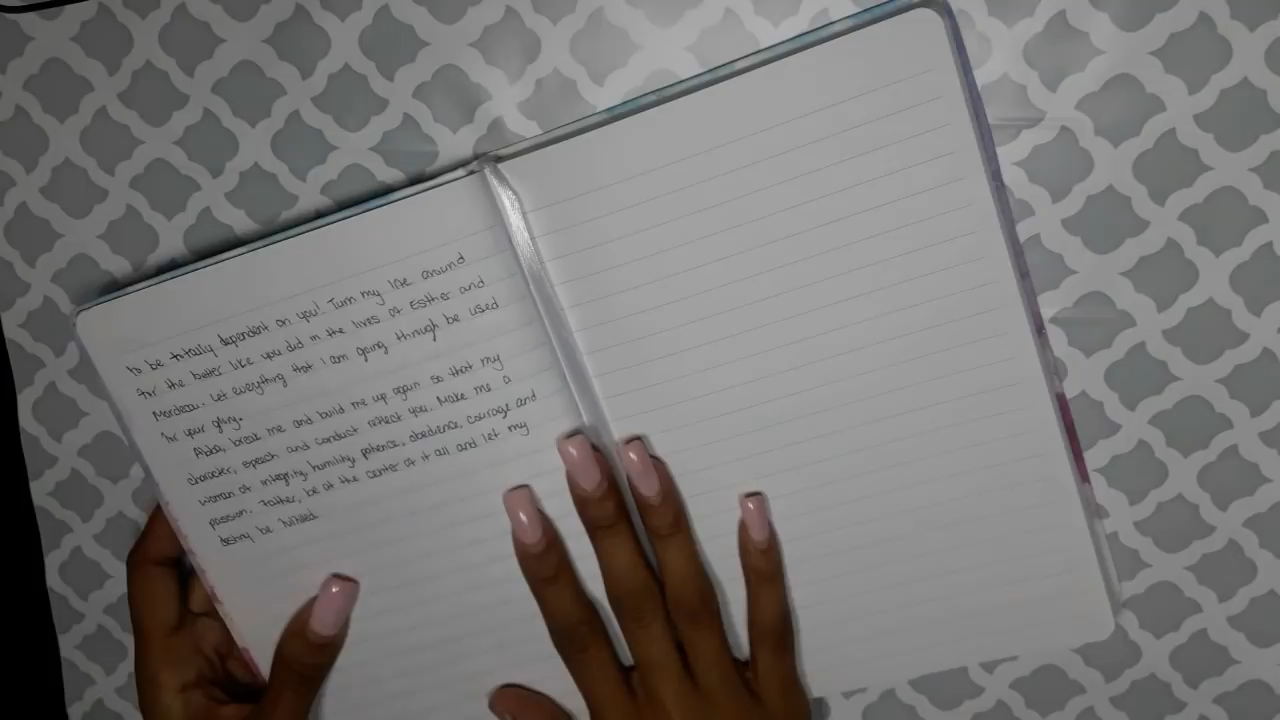 to be totally dependent on you! Turn my life around
for the better like you did in the lives of Esther and
Mordecai. Let everything that I am going through be used
for your glory.
Abba, break me and build me up again so that my
character, speech and conduct reflect you. Make me a
woman of integrity, humility, patience, obedience, courage and
passion. Father, be at the center of it all and let my
destiny be fulfilled